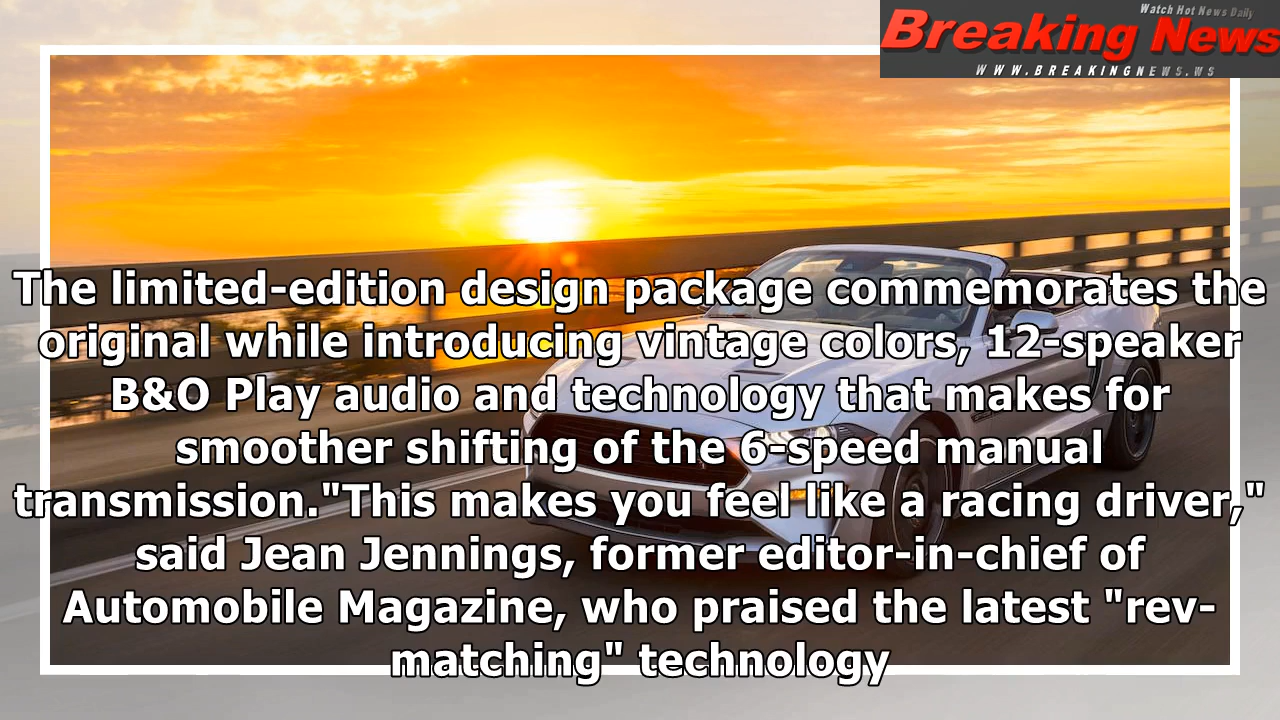 Watch Hot News Daily
Breaking News
WWW.BREAKINGNEWS.WS
The limited-edition design package commemorates the
original while introducing vintage colors, 12-speaker
B&O Play audio and technology that makes for
smoother shifting of the 6-speed manual
transmission."This makes you feel like a racing driver,"
said Jean Jennings, former editor-in-chief of
Automobile Magazine, who praised the latest "rev-
matching" technology